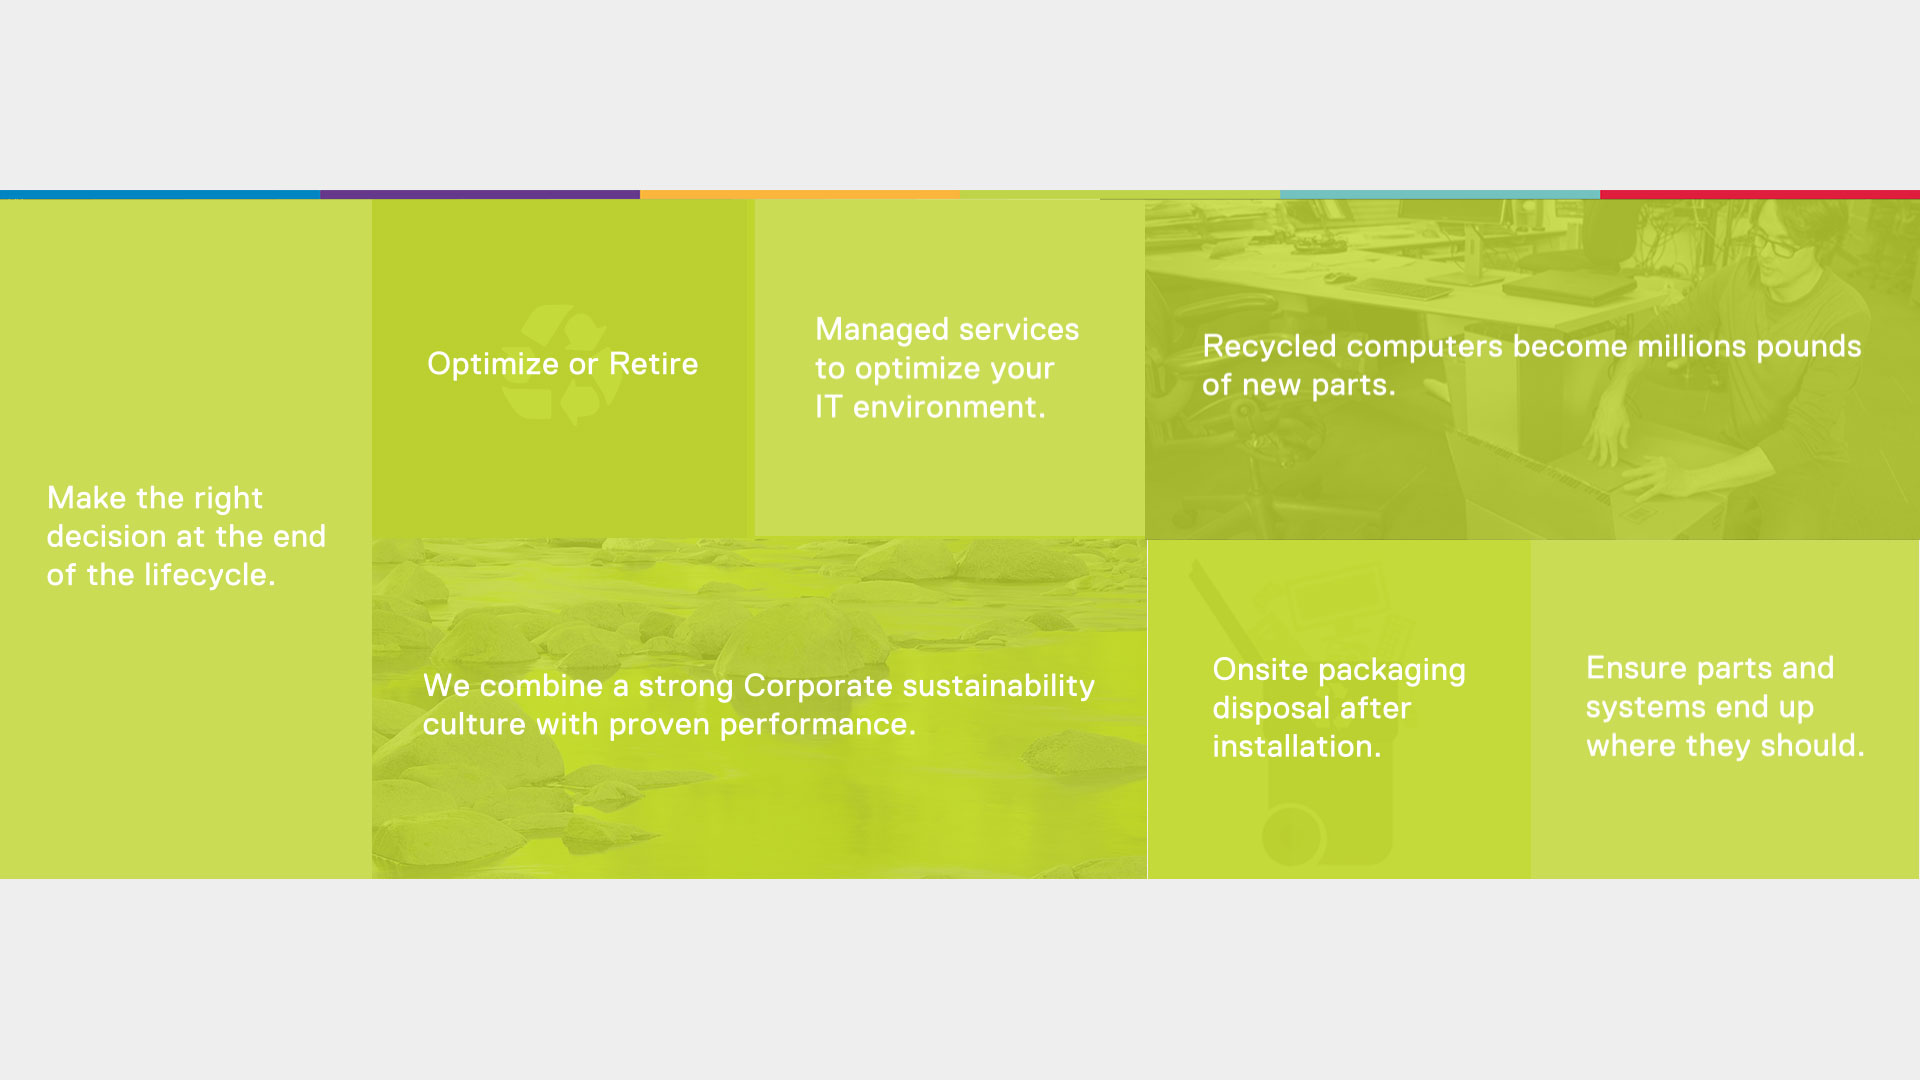 Make the right
decision at the end
of the lifecycle.
Optimize or Retire
Managed services
to optimize your
IT environment.
Recycled computers become millions pounds
of new parts.
We combine a strong Corporate sustainability
culture with proven performance.
Onsite packaging
disposal after
installation.
Ensure parts and
systems end up
where they should.